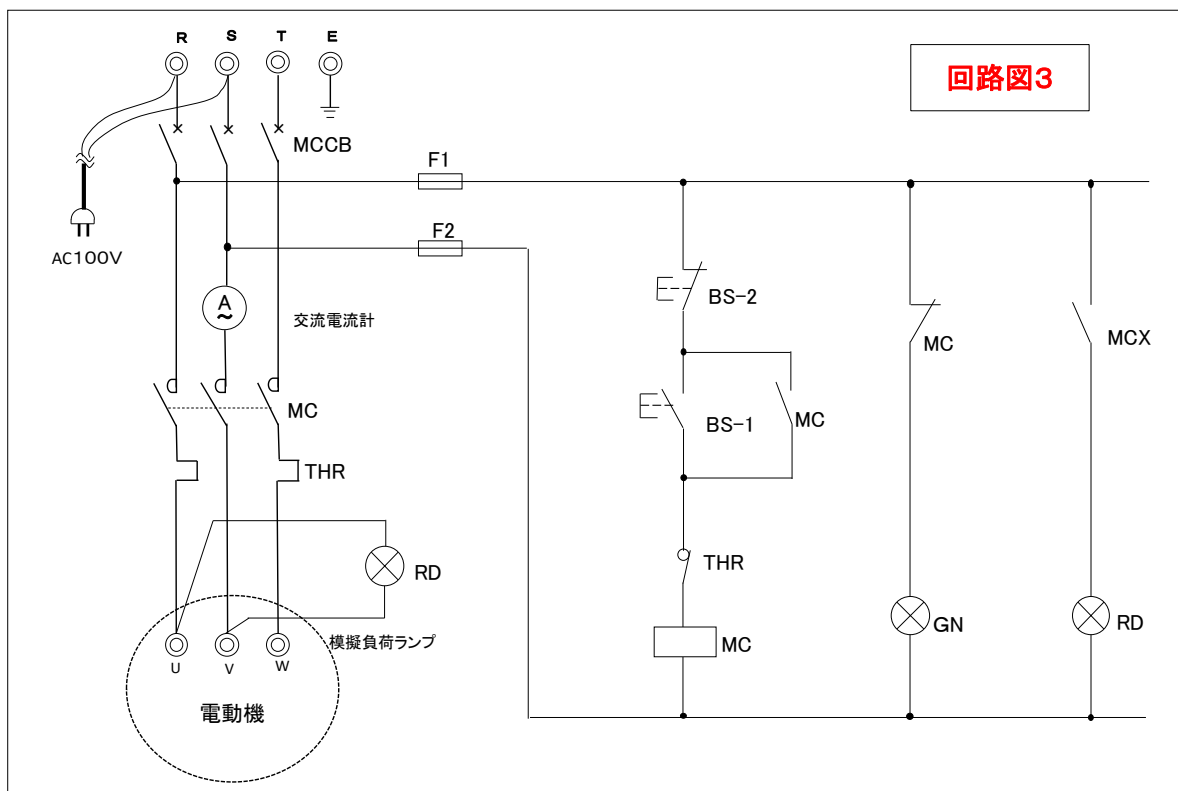 R S T E
回路図3
MCCB
F1
F2
AC100V
A
~
交流電流計
BS-2
MC
MCX
MC
BS-1
MC
THR
THR
RD
模擬負荷ランプ
GN
RD
MC
U V W
電動機